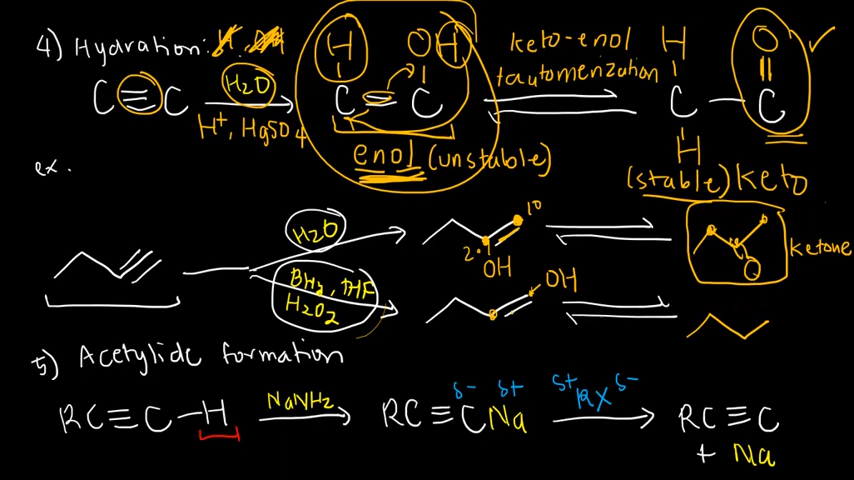 4) Hydration:
H OH keto-enol H O
C≡C H2O C=C tautomerization C-C
H+, HgSO4 H
enol (unstable) (stable) keto
ex.
H2O 2° 1° OH O ketone
BH3, THF OH
H2O2
5) Acetylide formation
RC≡C-H NaNH2 RC≡CNa δ- δ+ δ+ RX δ- RC≡C
+ Na